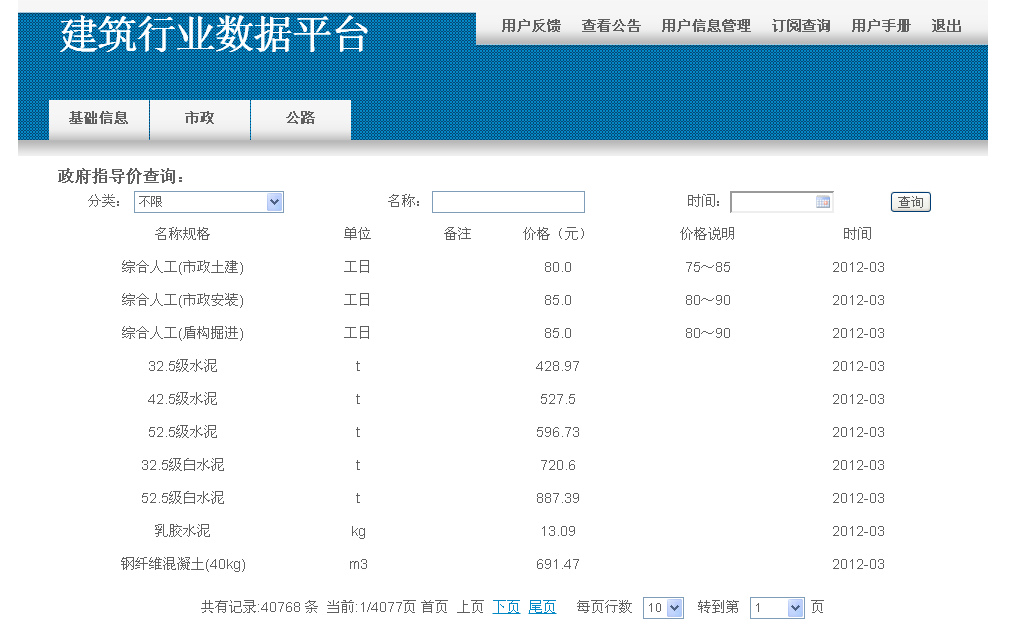 建筑行业数据平台
用户反馈 查看公告 用户信息管理 订阅查询 用户手册 退出
基础信息 市政 公路
政府指导价查询:
分类: 不限 名称: 时间: 查询
名称规格 单位 备注 价格（元） 价格说明 时间
综合人工(市政土建) 工日 80.0 75～85 2012-03
综合人工(市政安装) 工日 85.0 80～90 2012-03
综合人工(盾构掘进) 工日 85.0 80～90 2012-03
32.5级水泥 t 428.97 2012-03
42.5级水泥 t 527.5 2012-03
52.5级水泥 t 596.73 2012-03
32.5级白水泥 t 720.6 2012-03
52.5级白水泥 t 887.39 2012-03
乳胶水泥 kg 13.09 2012-03
钢纤维混凝土(40kg) m3 691.47 2012-03
共有记录:40768 条 当前:1/4077页 首页 上页 下页 尾页 每页行数 10 转到第 1 页